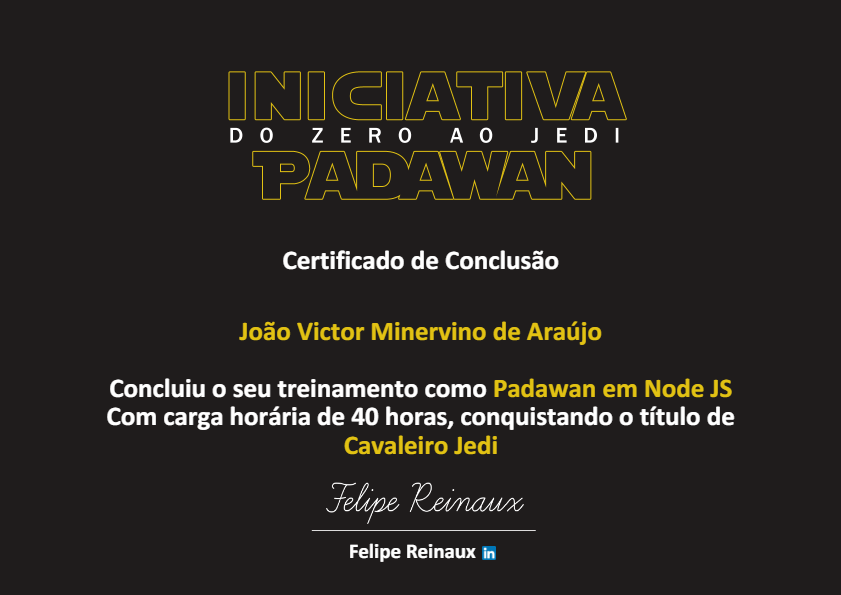 INICIATIVA
DO ZERO AO JEDI
PADAWAN
Certificado de Conclusão
João Victor Minervino de Araújo
Concluiu o seu treinamento como Padawan em Node JS
Com carga horária de 40 horas, conquistando o título de
Cavaleiro Jedi
Felipe Reinaux
Felipe Reinaux in